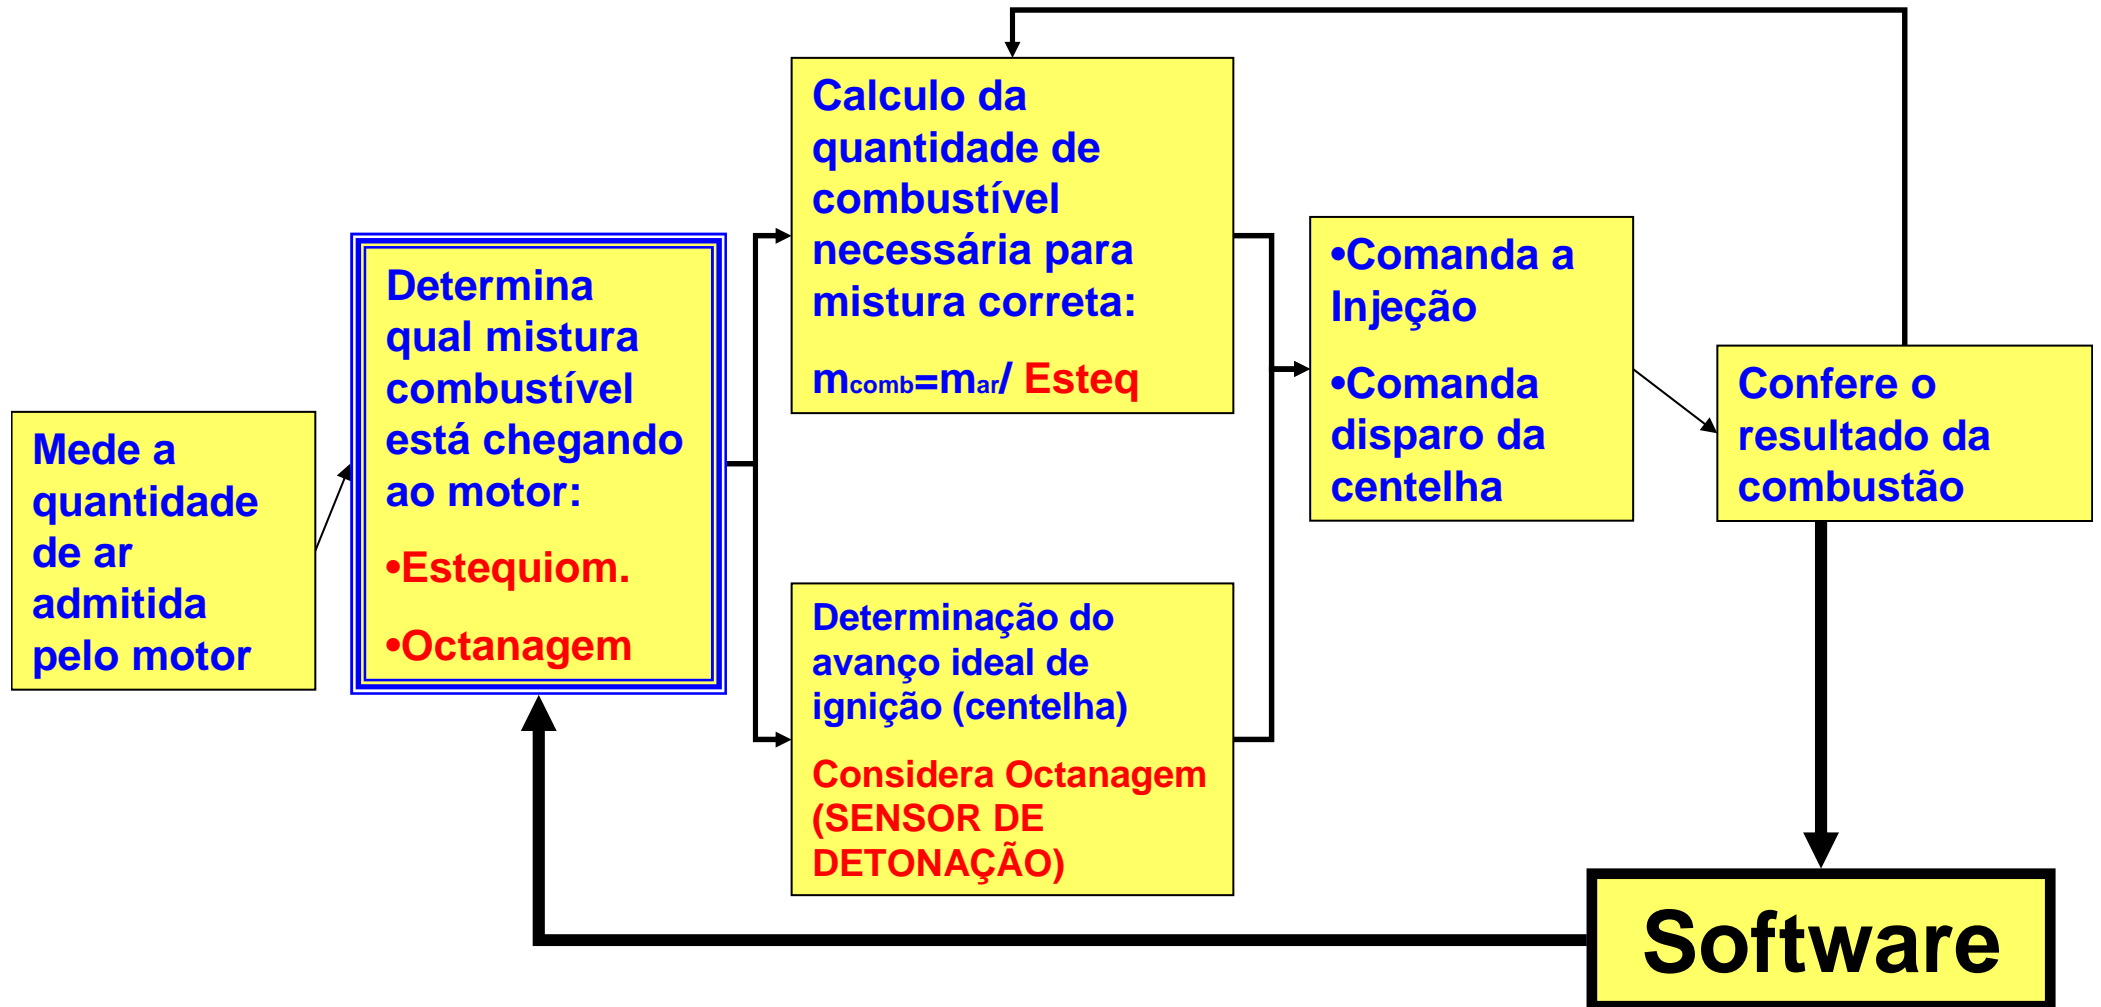 Mede a
quantidade
de ar
admitida
pelo motor
Determina
qual mistura
combustível
está chegando
ao motor:
•Estequiom.
•Octanagem
Calculo da
quantidade de
combustível
necessária para
mistura correta:
mcomb=mar/ Esteq
Determinação do
avanço ideal de
ignição (centelha)
Considera Octanagem
(SENSOR DE
DETONAÇÃO)
•Comanda a
Injeção
•Comanda
disparo da
centelha
Confere o
resultado da
combustão
Software